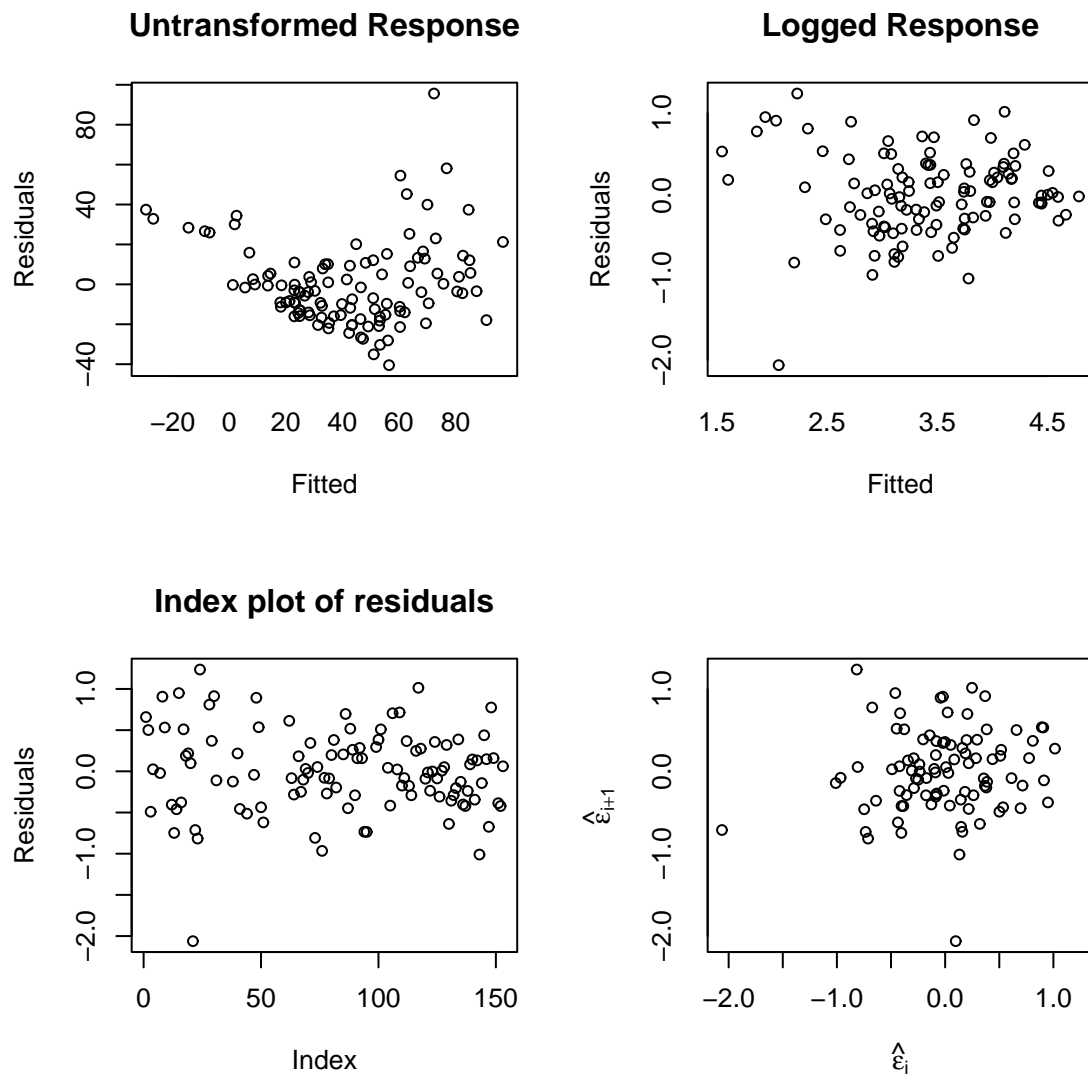 Untransformed Response
Residuals
−40 0 40 80
−20 0 20 40 60 80
Fitted
Logged Response
Residuals
−2.0 −1.0 0.0 1.0
1.5 2.5 3.5 4.5
Fitted
Index plot of residuals
Residuals
−2.0 −1.0 0.0 1.0
0 50 100 150
Index
ε̂i+1
−2.0 −1.0 0.0 1.0
−2.0 −1.0 0.0 1.0
ε̂i